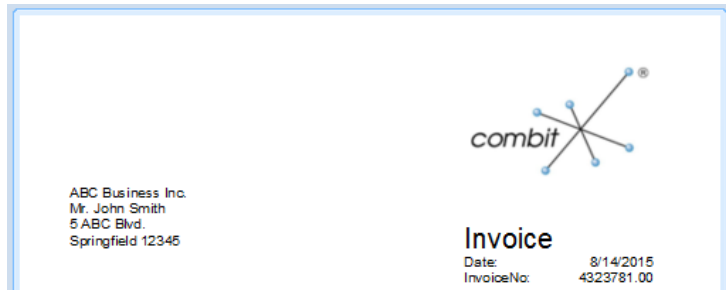 ®
combit
ABC Business Inc.
Mr. John Smith
5 ABC Blvd.
Springfield 12345
Invoice
Date: 8/14/2015
InvoiceNo: 4323781.00